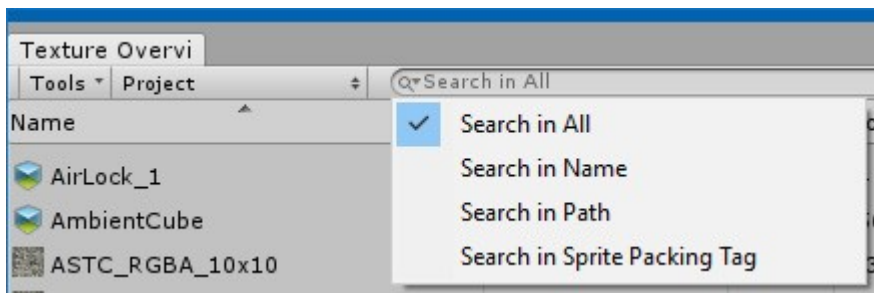 Texture Overvi
Tools Project Search in All
Name
Search in All
Search in Name
Search in Path
Search in Sprite Packing Tag
AirLock_1
AmbientCube
ASTC_RGBA_10x10